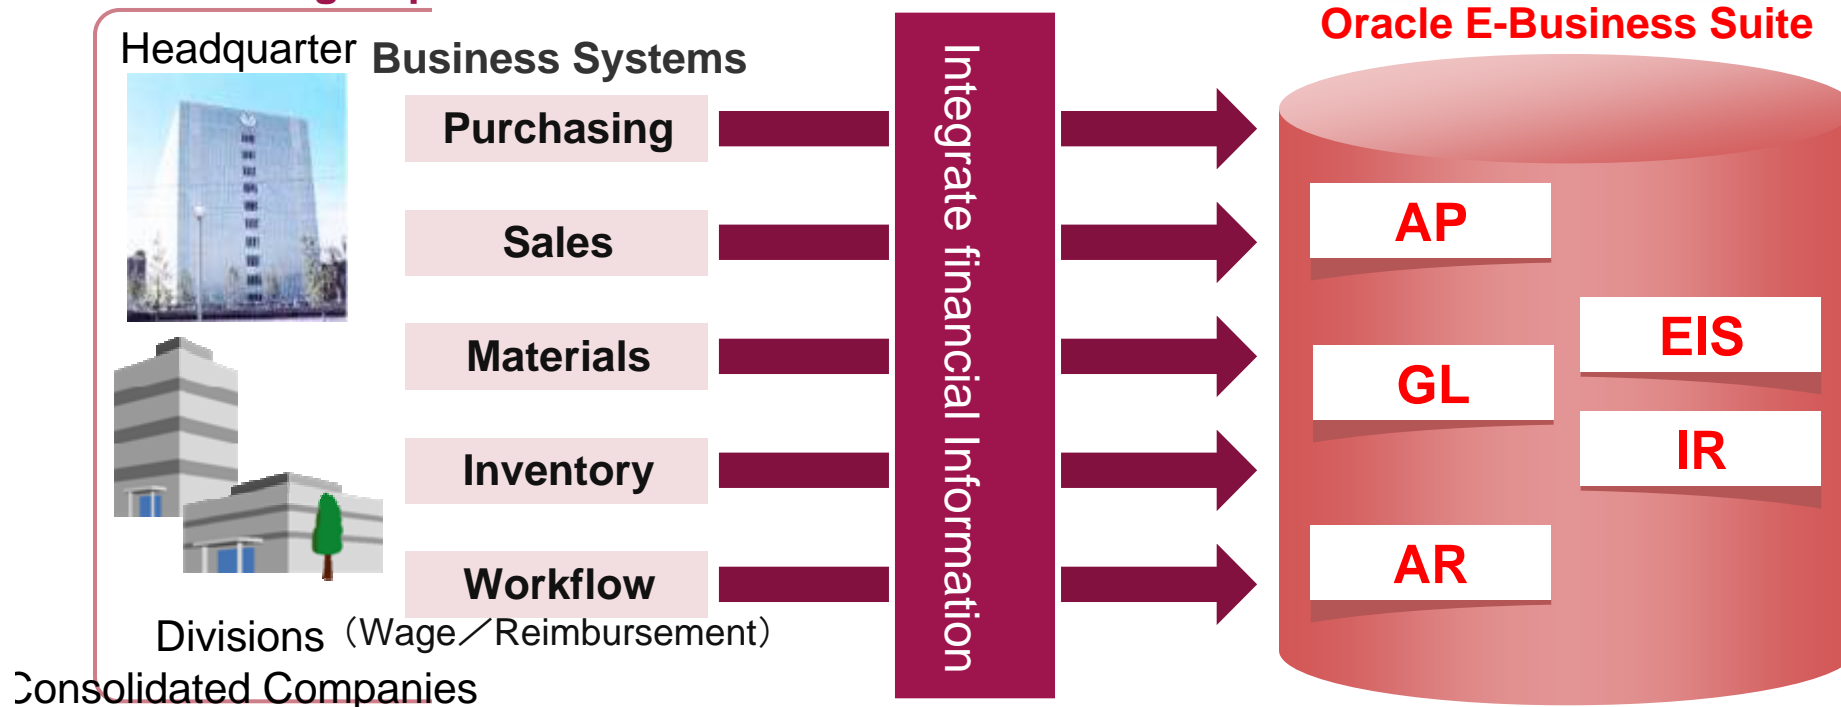 Oracle E-Business Suite
Headquarter
Business Systems
Purchasing
Sales
Materials
Inventory
Workflow
（Wage／Reimbursement）
Divisions
Consolidated Companies
Integrate financial Information
AP
EIS
GL
IR
AR